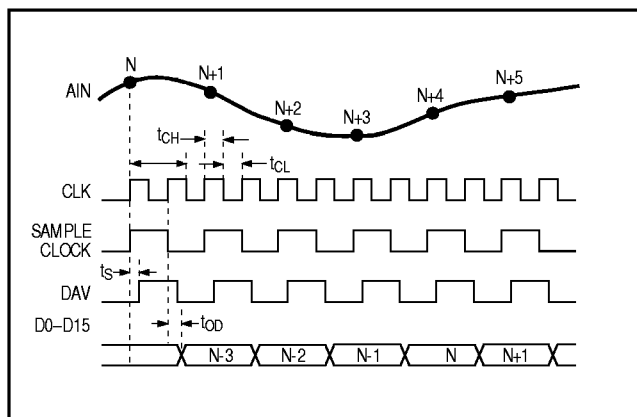 N
N+1
N+2
N+3
N+4
N+5
AIN
tCH
tCL
CLK
SAMPLE
CLOCK
tS
DAV
tOD
D0–D15
N-3
N-2
N-1
N
N+1